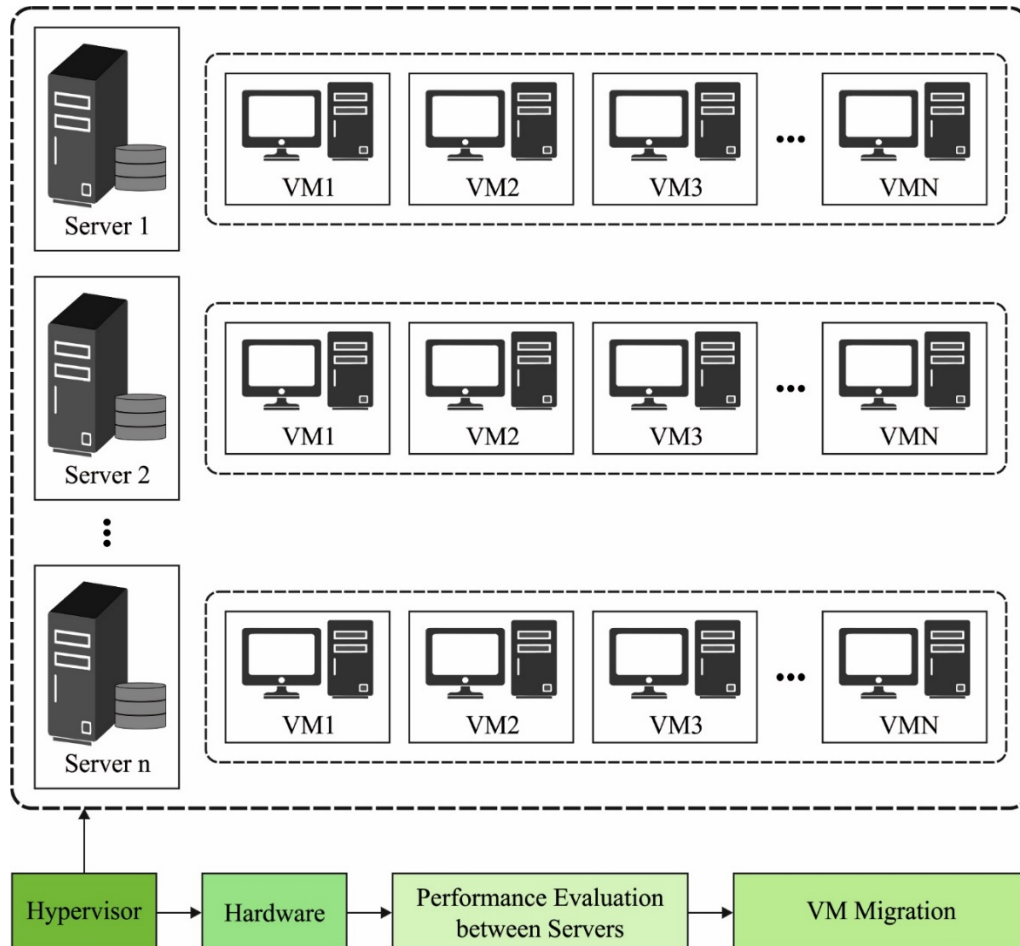 VM1
VM2
VM3
...
VMN
Server 1
VM1
VM2
VM3
...
VMN
Server 2
VM1
VM2
VM3
...
VMN
Server n
Hypervisor
Hardware
Performance Evaluation
between Servers
VM Migration